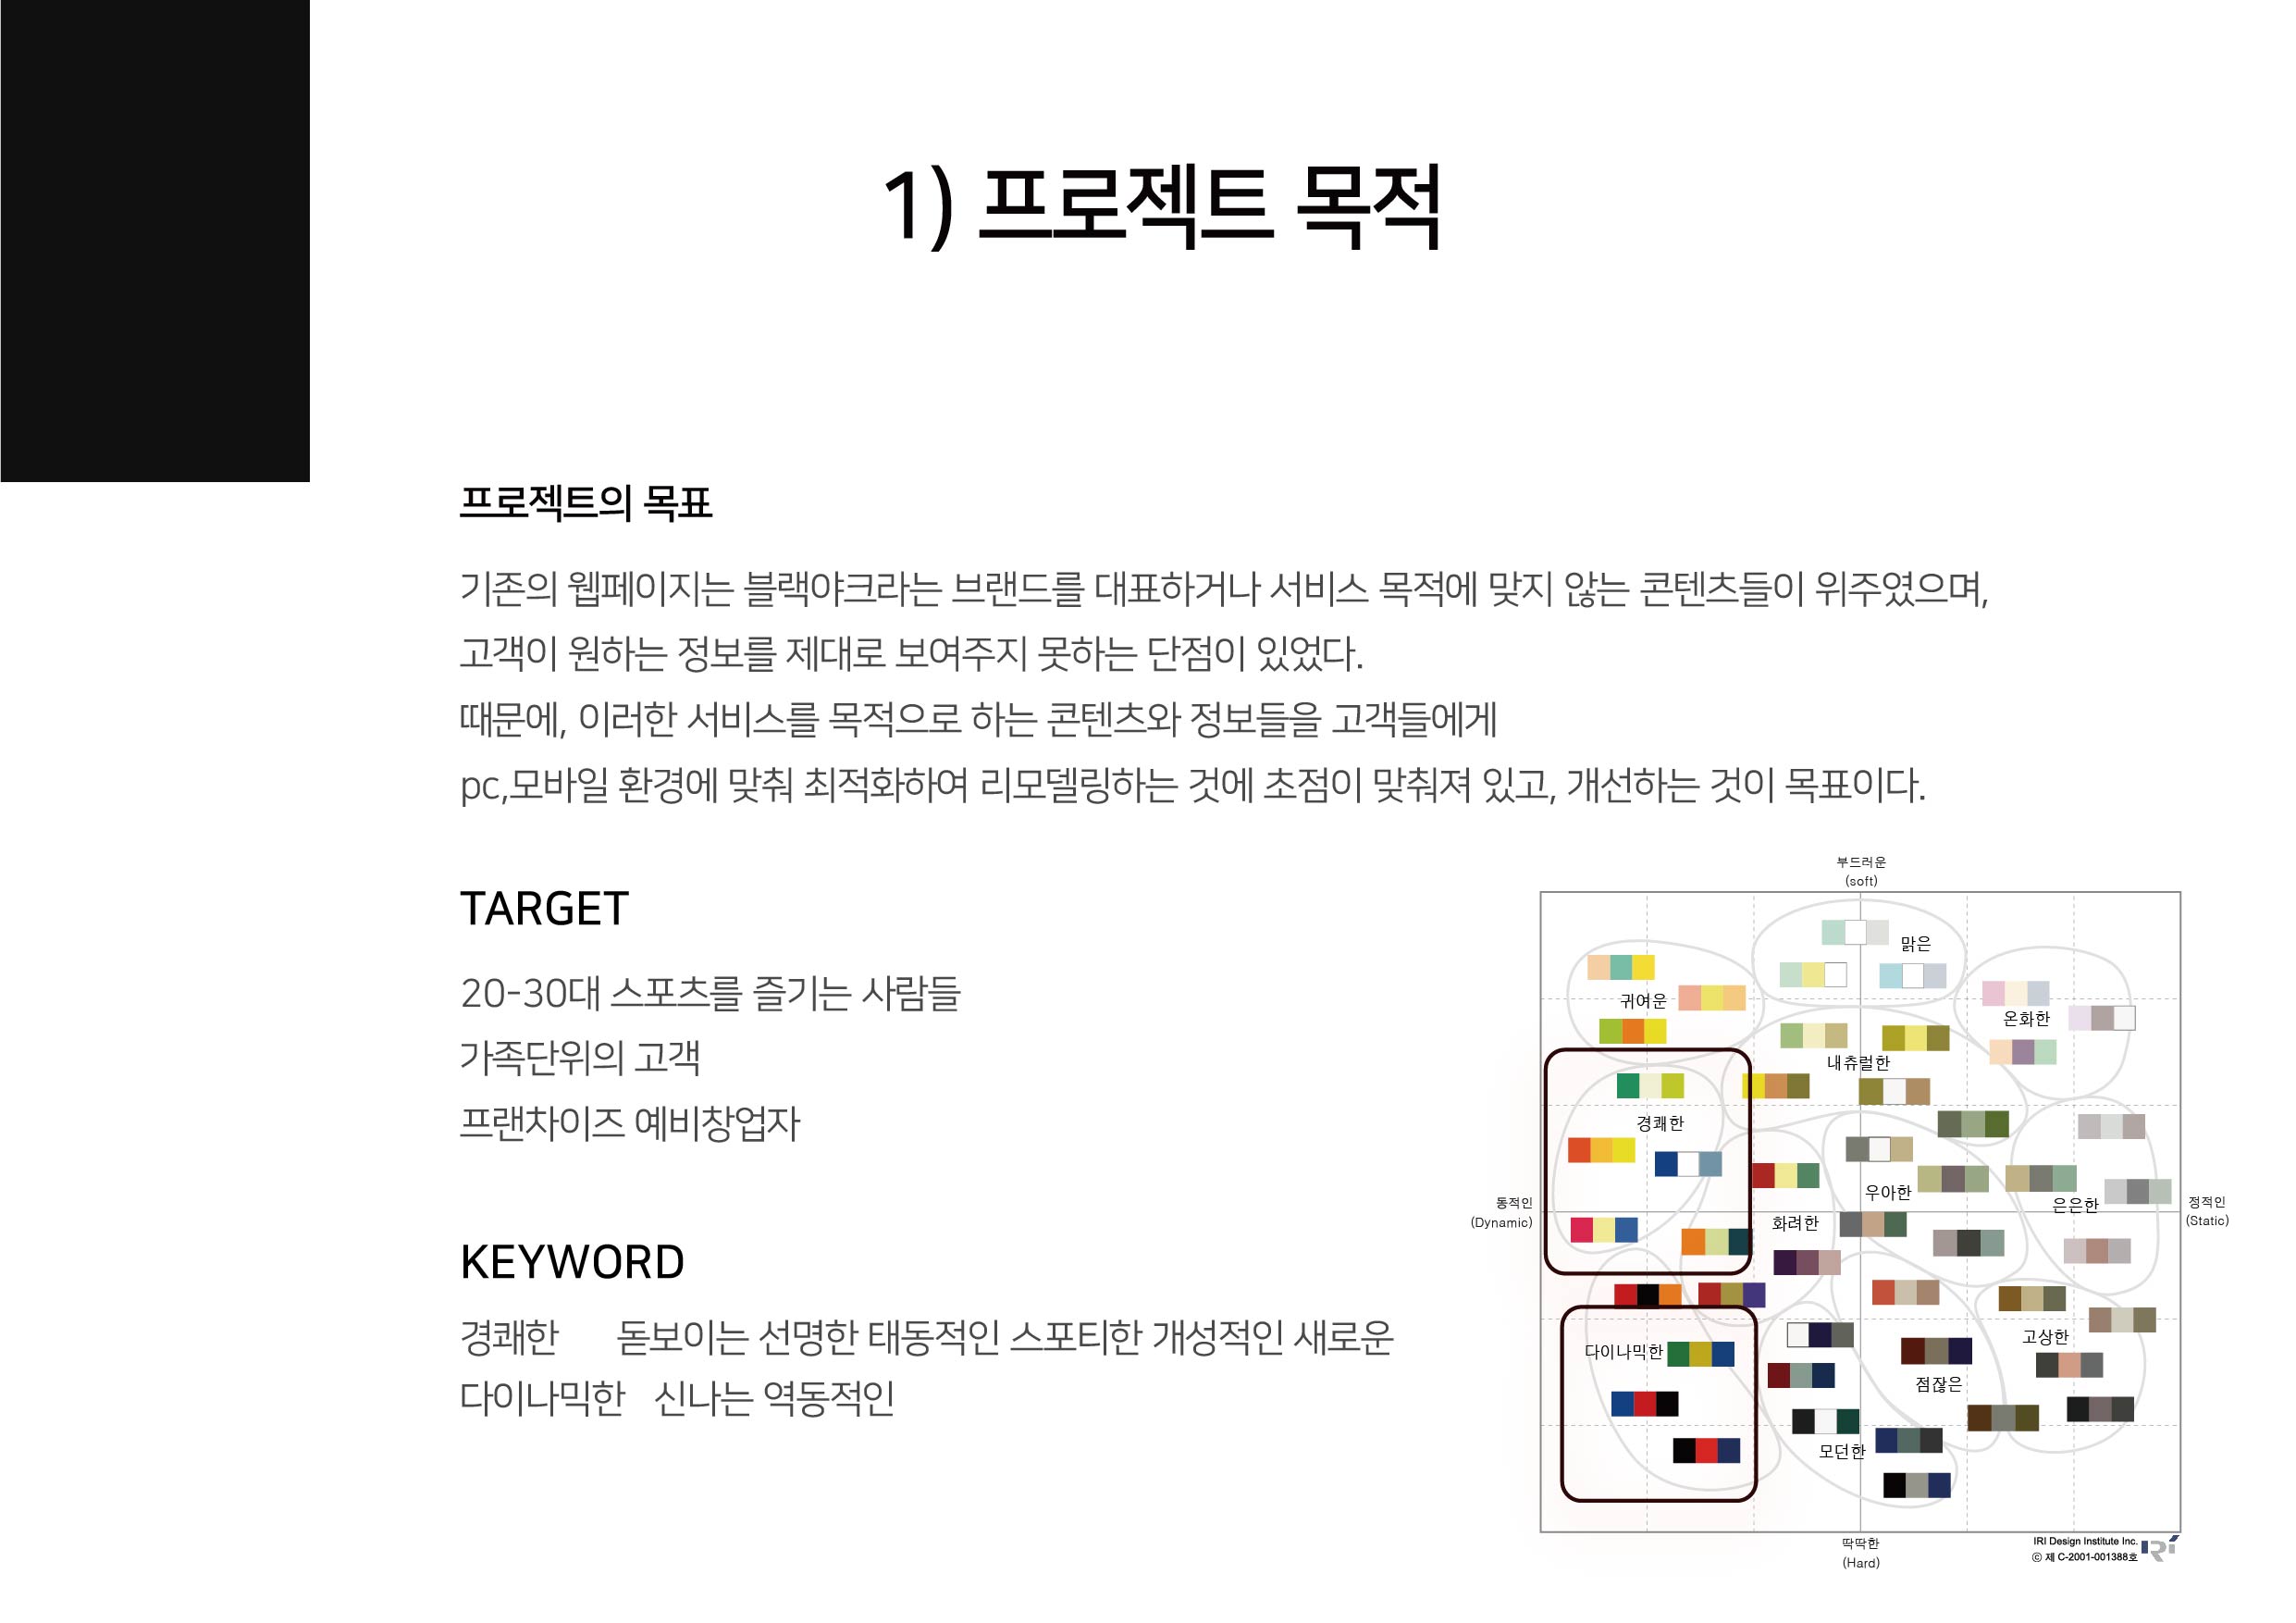 1) 프로젝트 목적
프로젝트의 목표
기존의 웹페이지는 블랙야크라는 브랜드를 대표하거나 서비스 목적에 맞지 않는 콘텐츠들이 위주였으며,
고객이 원하는 정보를 제대로 보여주지 못하는 단점이 있었다.
때문에, 이러한 서비스를 목적으로 하는 콘텐츠와 정보들을 고객들에게
pc,모바일 환경에 맞춰 최적화하여 리모델링하는 것에 초점이 맞춰져 있고, 개선하는 것이 목표이다.
TARGET
20-30대 스포츠를 즐기는 사람들
가족단위의 고객
프랜차이즈 예비창업자
KEYWORD
경쾌한 돋보이는 선명한 태동적인 스포티한 개성적인 새로운
다이나믹한 신나는 역동적인
부드러운
(soft)
맑은
귀여운
온화한
내츄럴한
경쾌한
우아한
은은한
동적인
(Dynamic)
정적인
(Static)
화려한
다이나믹한
고상한
점잖은
모던한
딱딱한
(Hard)
IRI Design Institute Inc.
ⓒ 제 C-2001-001388호
IRI